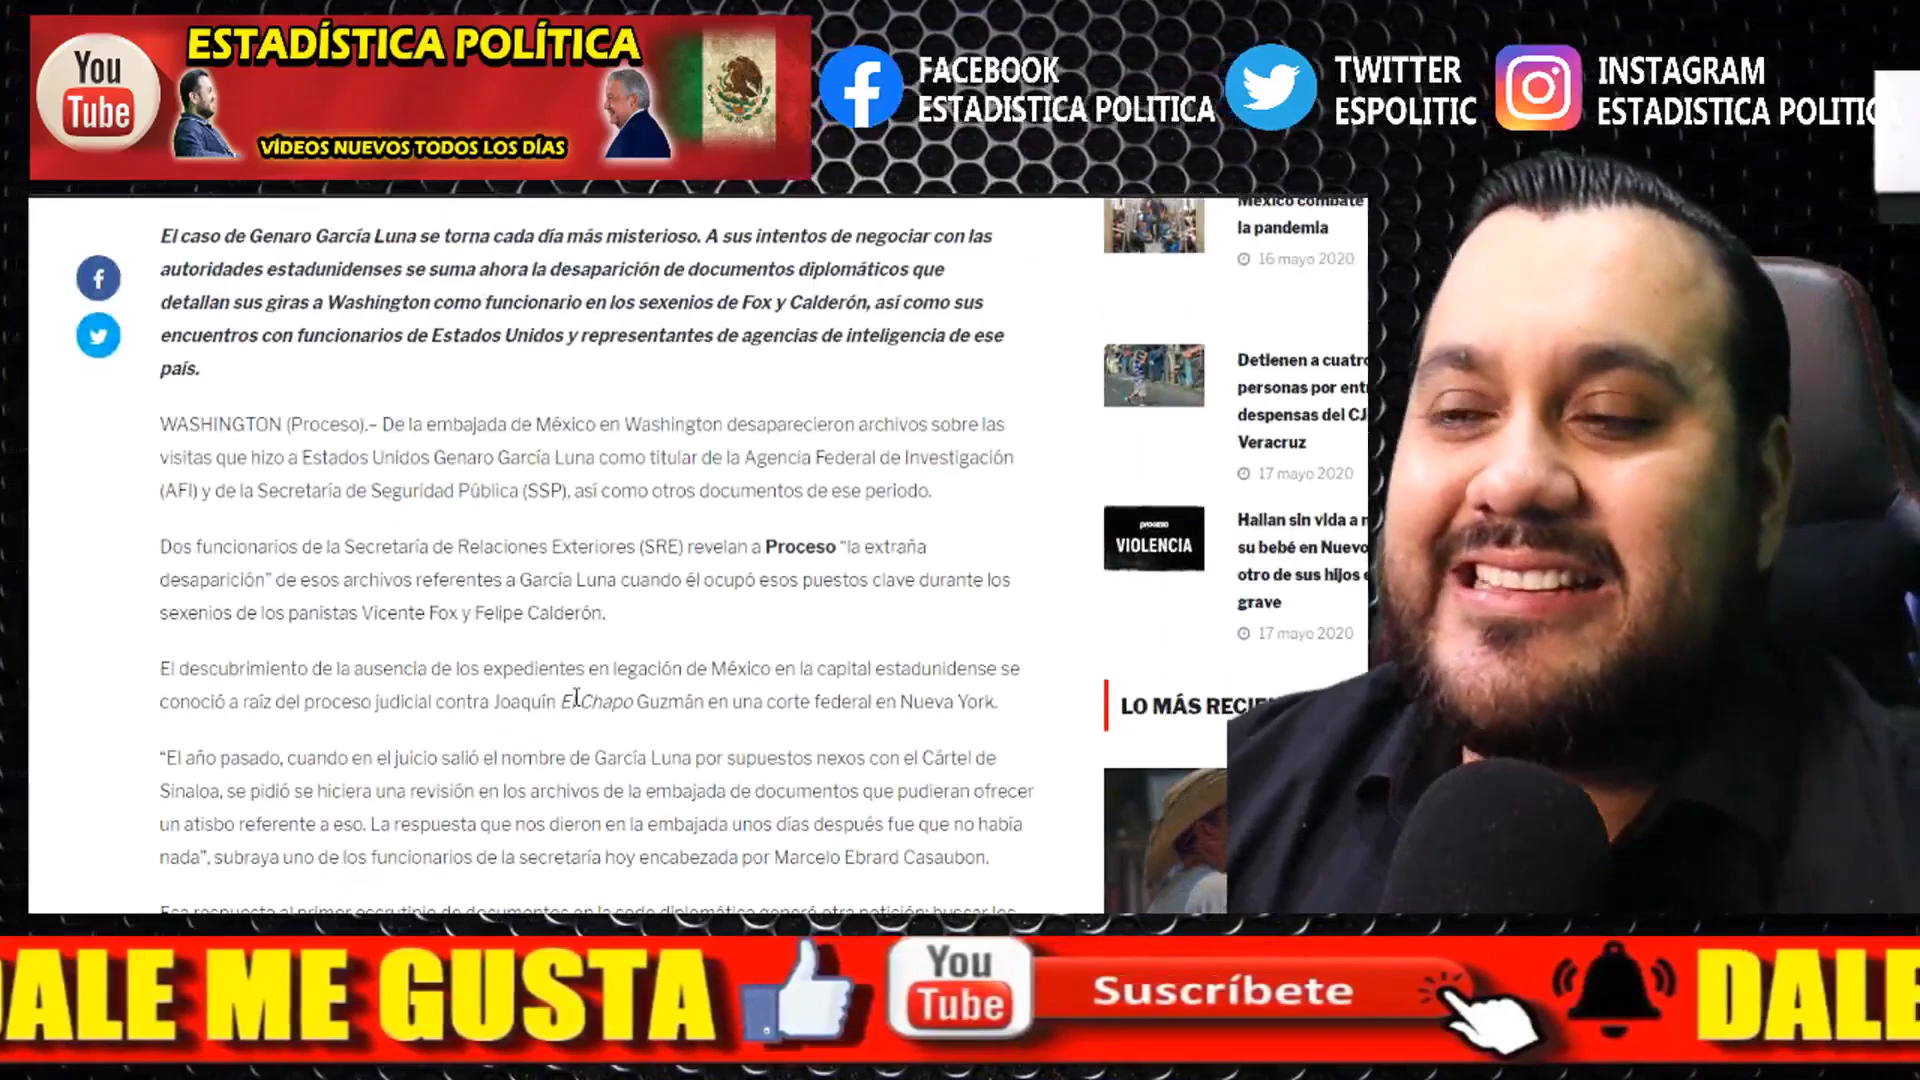 You
Tube
ESTADÍSTICA POLÍTICA
VÍDEOS NUEVOS TODOS LOS DÍAS
FACEBOOK
ESTADISTICA POLITICA
TWITTER
ESPOLITIC
INSTAGRAM
ESTADISTICA POLITICA
El caso de Genaro García Luna se torna cada día más misterioso. A sus intentos de negociar con las
autoridades estadunidenses se suma ahora la desaparición de documentos diplomáticos que
detallan sus giras a Washington como funcionario en los sexenios de Fox y Calderón, así como sus
encuentros con funcionarios de Estados Unidos y representantes de agencias de inteligencia de ese
país.
WASHINGTON (Proceso).– De la embajada de México en Washington desaparecieron archivos sobre las
visitas que hizo a Estados Unidos Genaro García Luna como titular de la Agencia Federal de Investigación
(AFI) y de la Secretaría de Seguridad Pública (SSP), así como otros documentos de ese periodo.
Dos funcionarios de la Secretaría de Relaciones Exteriores (SRE) revelan a Proceso “la extraña
desaparición” de esos archivos referentes a García Luna cuando él ocupó esos puestos clave durante los
sexenios de los panistas Vicente Fox y Felipe Calderón.
El descubrimiento de la ausencia de los expedientes en legación de México en la capital estadunidense se
conoció a raíz del proceso judicial contra Joaquín El Chapo Guzmán en una corte federal en Nueva York.
“El año pasado, cuando en el juicio salió el nombre de García Luna por supuestos nexos con el Cártel de
Sinaloa, se pidió se hiciera una revisión en los archivos de la embajada de documentos que pudieran ofrecer
un atisbo referente a eso. La respuesta que nos dieron en la embajada unos días después fue que no había
nada”, subraya uno de los funcionarios de la secretaría hoy encabezada por Marcelo Ebrard Casaubon.
México combate
la pandemia
16 mayo 2020
Detienen a cuatro
personas por ent
despensas del CJ
Veracruz
17 mayo 2020
proceso
VIOLENCIA
Hallan sin vida a
su bebé en Nuevo
otro de sus hijos
grave
17 mayo 2020
LO MÁS RECIE
DALE ME GUSTA
You
Tube
Suscríbete
DALE